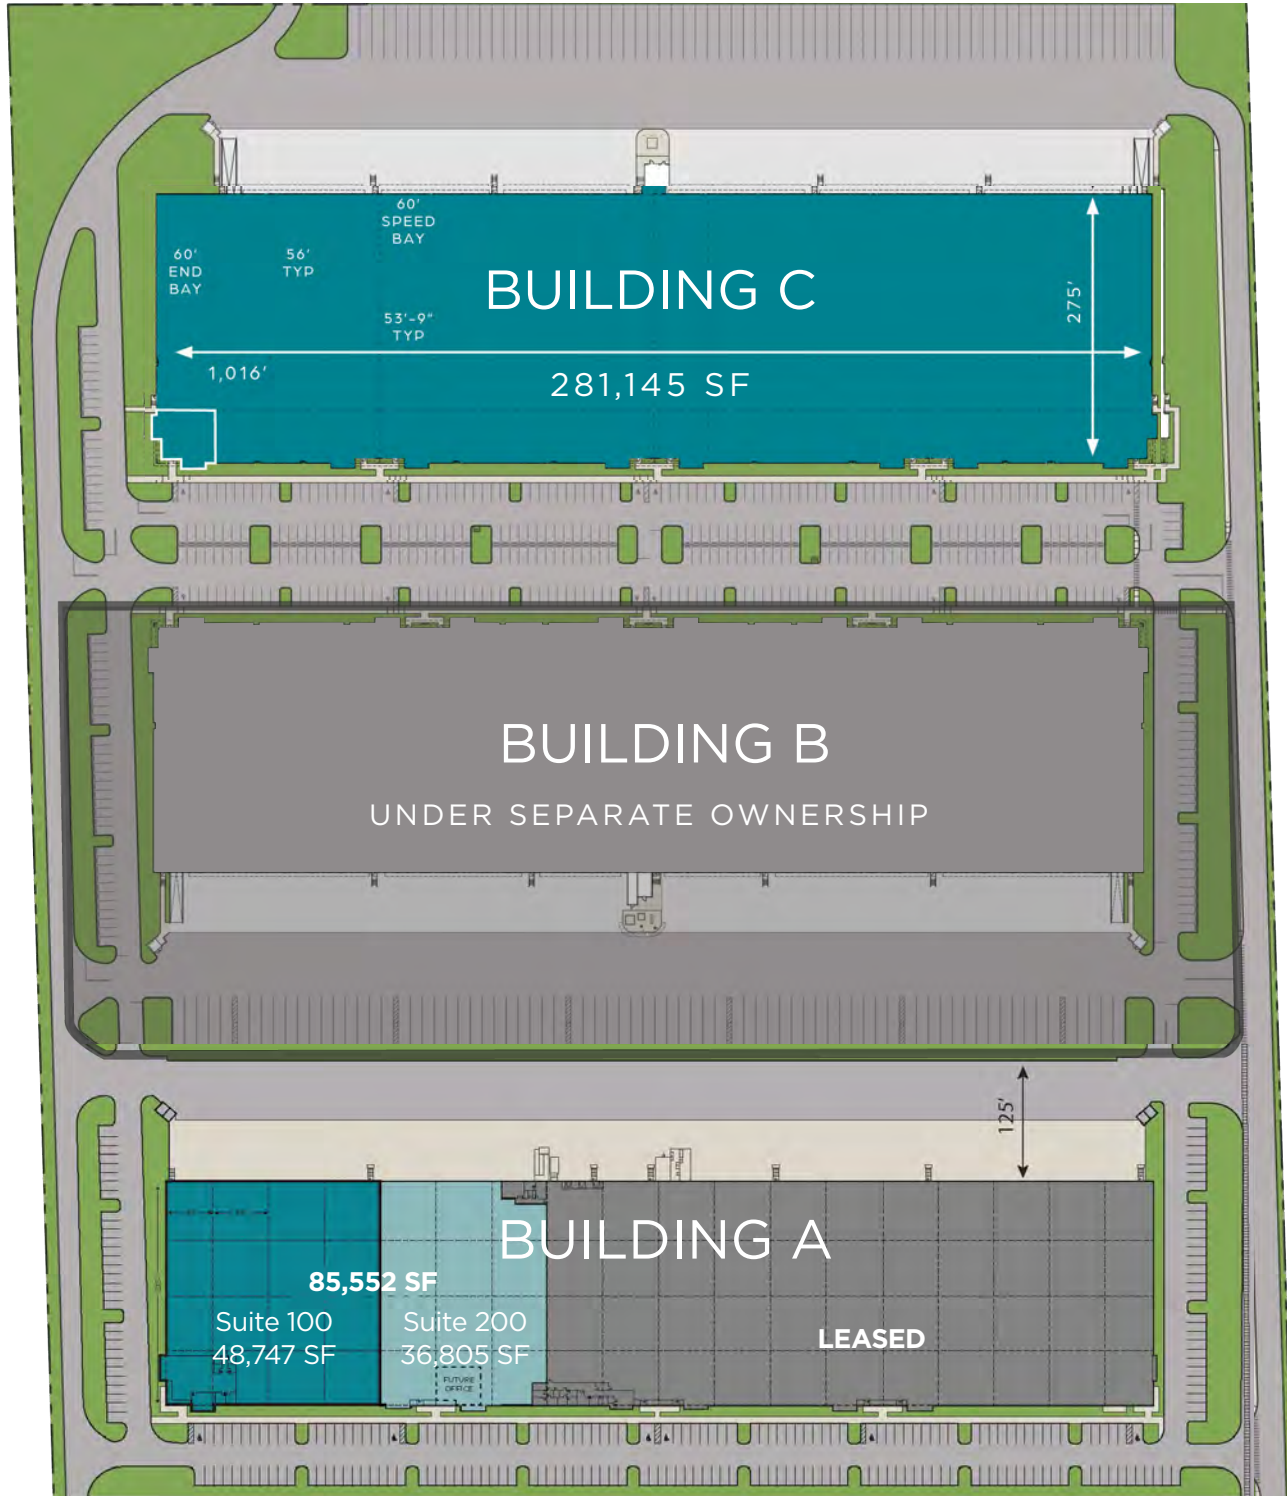 60'
SPEED
BAY
60'
END
BAY
56'
TYP
BUILDING C
275'
53'-9"
TYP
1,016'
281,145 SF
BUILDING B
UNDER SEPARATE OWNERSHIP
125'
BUILDING A
85,552 SF
Suite 100
48,747 SF
Suite 200
36,805 SF
LEASED
FUTURE
OFFICE